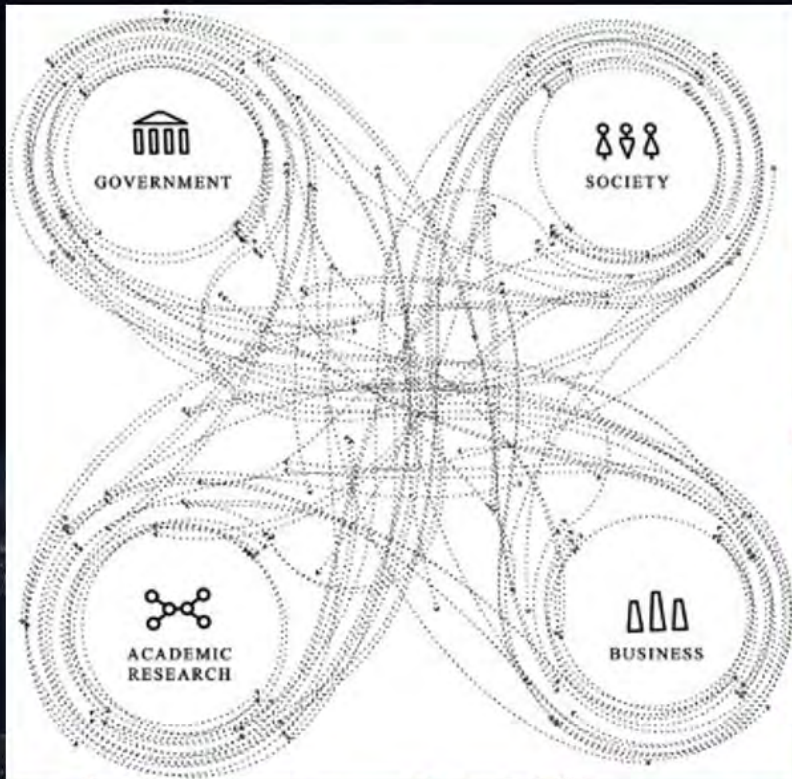 GOVERNMENT
SOCIETY
ACADEMIC
RESEARCH
BUSINESS